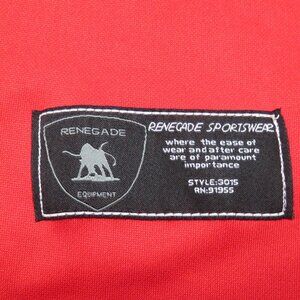 RENEGADE
EQUIPMENT
RENEGADE SPORTSWEAR
where the ease of
wear and after care
are of paramount
importance
STYLE:3015
RN:91955